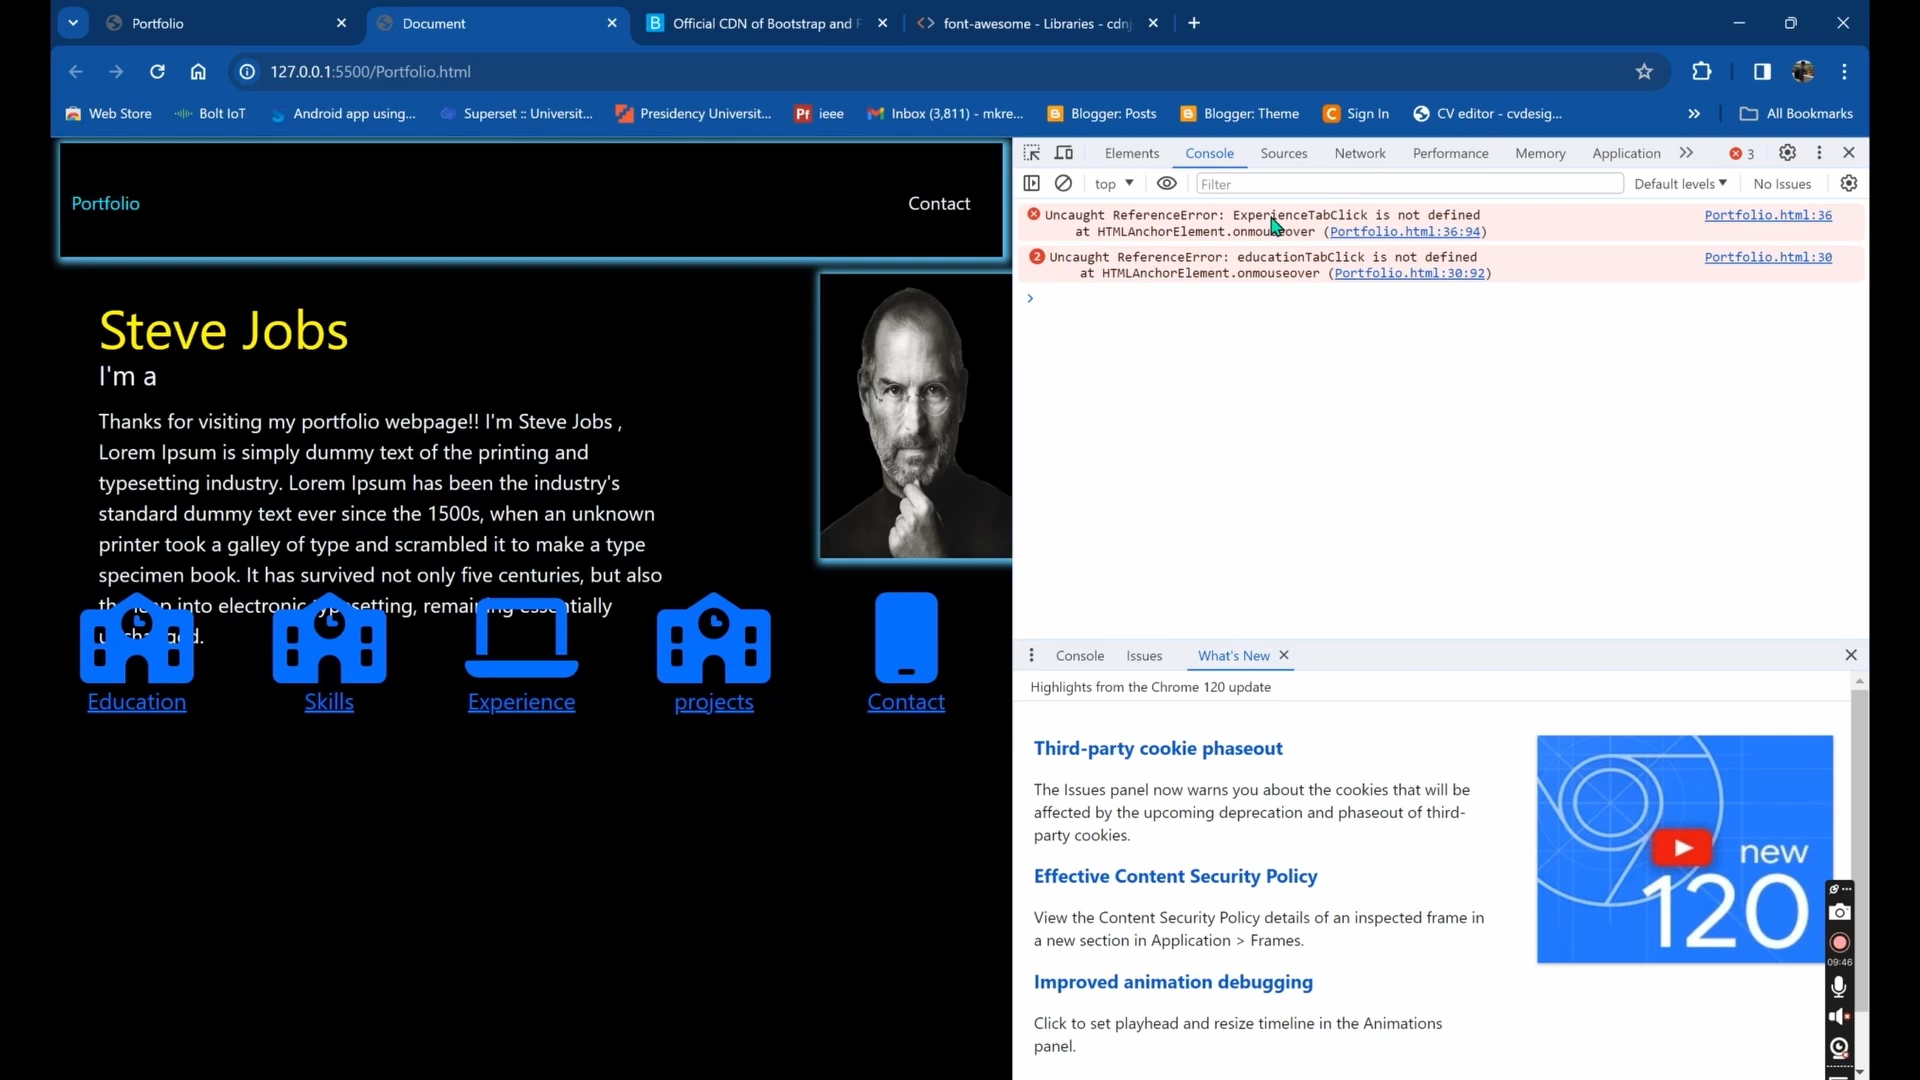 Portfolio
Document
Official CDN of Bootstrap and F
font-awesome - Libraries - cdnj
127.0.0.1:5500/Portfolio.html
Web Store
Bolt IoT
Android app using...
Superset :: Universit...
Presidency Universit...
Pf ieee
Inbox (3,811) - mkre...
Blogger: Posts
Blogger: Theme
Sign In
CV editor - cvdesig...
All Bookmarks
Portfolio
Contact
Steve Jobs
I'm a
Thanks for visiting my portfolio webpage!! I'm Steve Jobs ,
Lorem Ipsum is simply dummy text of the printing and
typesetting industry. Lorem Ipsum has been the industry's
standard dummy text ever since the 1500s, when an unknown
printer took a galley of type and scrambled it to make a type
specimen book. It has survived not only five centuries, but also
into electronic
Education
Skills
Experience
projects
Contact
Elements
Console
Sources
Network
Performance
Memory
Application
3
top
Filter
Default levels
No Issues
Uncaught ReferenceError: ExperienceTabClick is not defined
Portfolio.html:36
at HTMLAnchorElement.onmouseover (Portfolio.html:36:94)
2 Uncaught ReferenceError: educationTabClick is not defined
Portfolio.html:30
at HTMLAnchorElement.onmouseover (Portfolio.html:30:92)
Console
Issues
What's New
Highlights from the Chrome 120 update
Third-party cookie phaseout
The Issues panel now warns you about the cookies that will be
affected by the upcoming deprecation and phaseout of third-
party cookies.
Effective Content Security Policy
View the Content Security Policy details of an inspected frame in
a new section in Application > Frames.
Improved animation debugging
Click to set playhead and resize timeline in the Animations
panel.
new
120
09:46